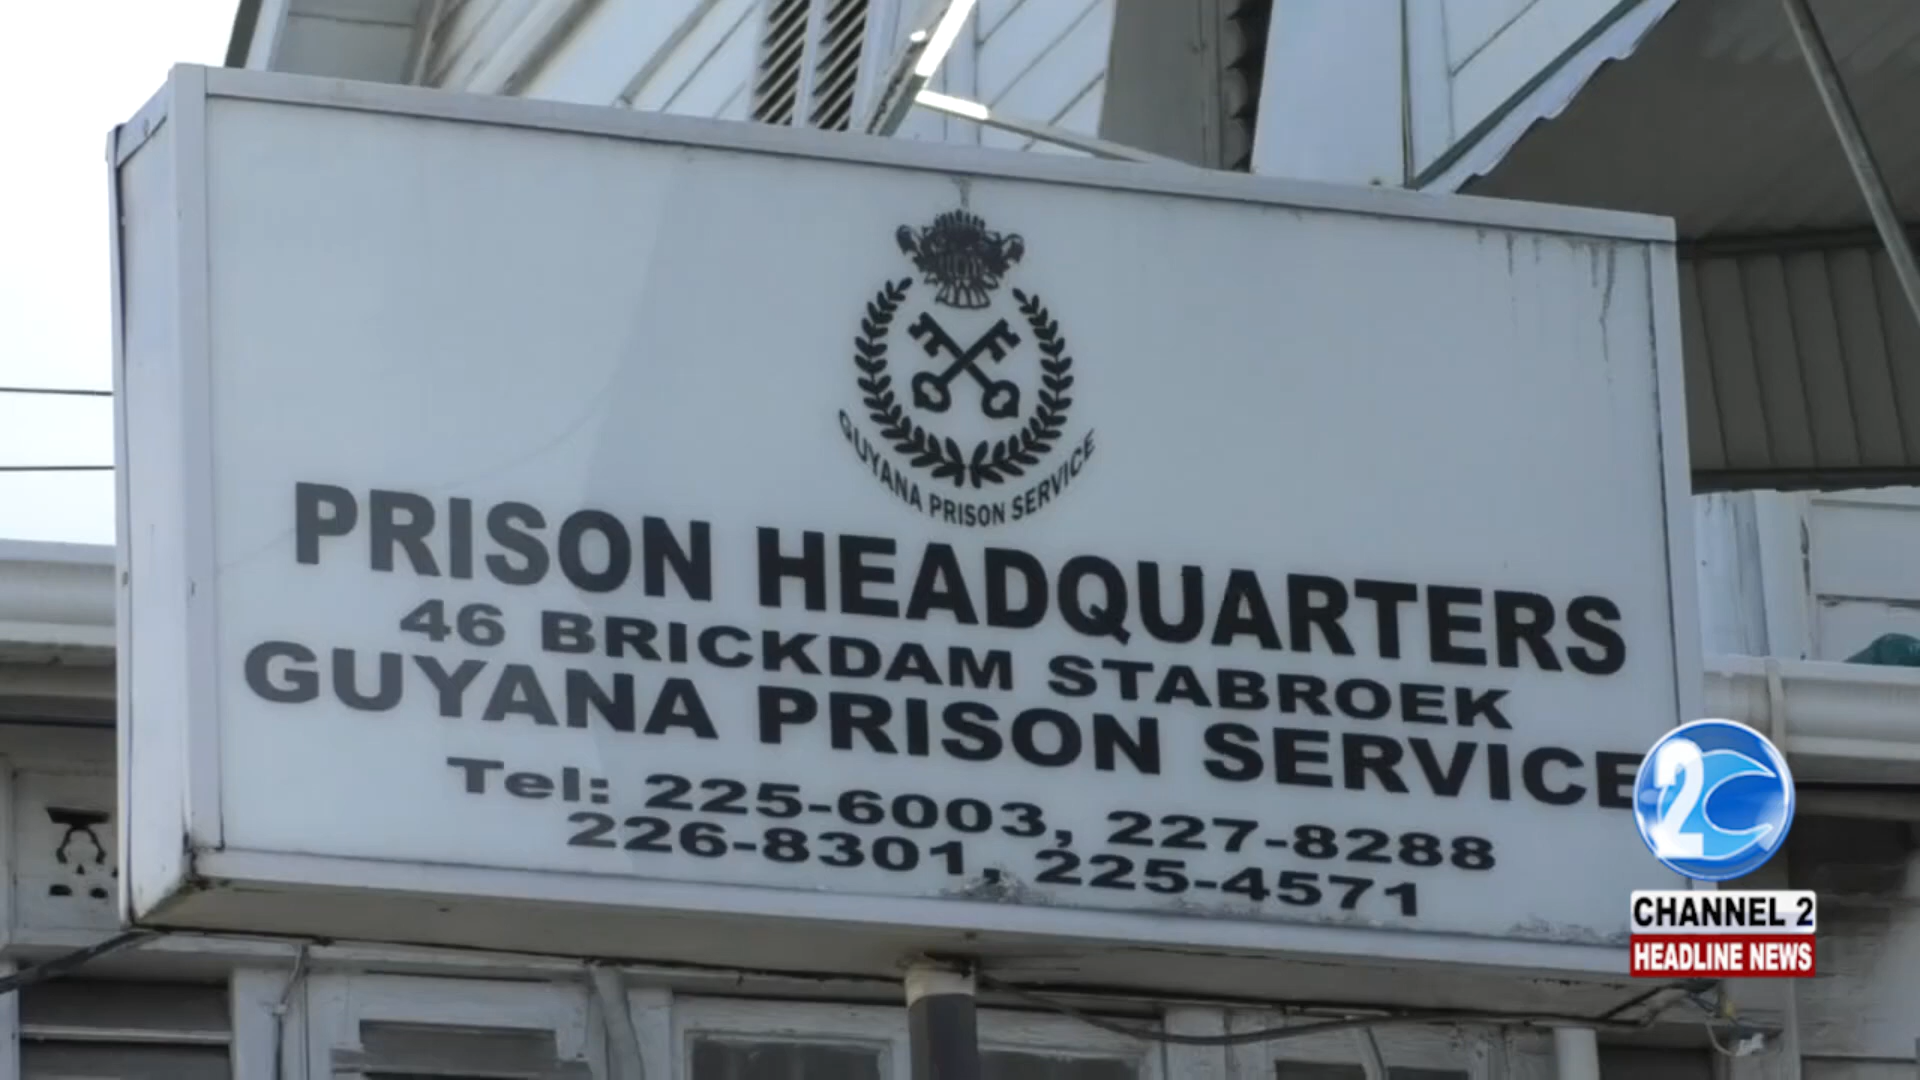 GUYANA PRISON SERVICE
PRISON HEADQUARTERS
46 BRICKDAM STABROEK
GUYANA PRISON SERVICE
Tel: 225-6003, 227-8288
226-8301, 225-4571
2
CHANNEL 2
HEADLINE NEWS